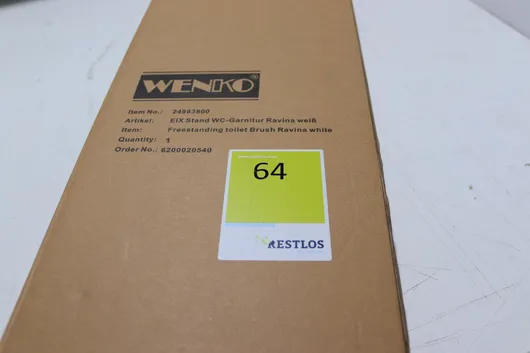 WENKO®
Item No.: 24983800
Artikel: EIX Stand WC-Garnitur Ravina weiß
Item: Freestanding toilet Brush Ravina white
Quantity: 1
Order No.: 6200020540
64
RESTLOS